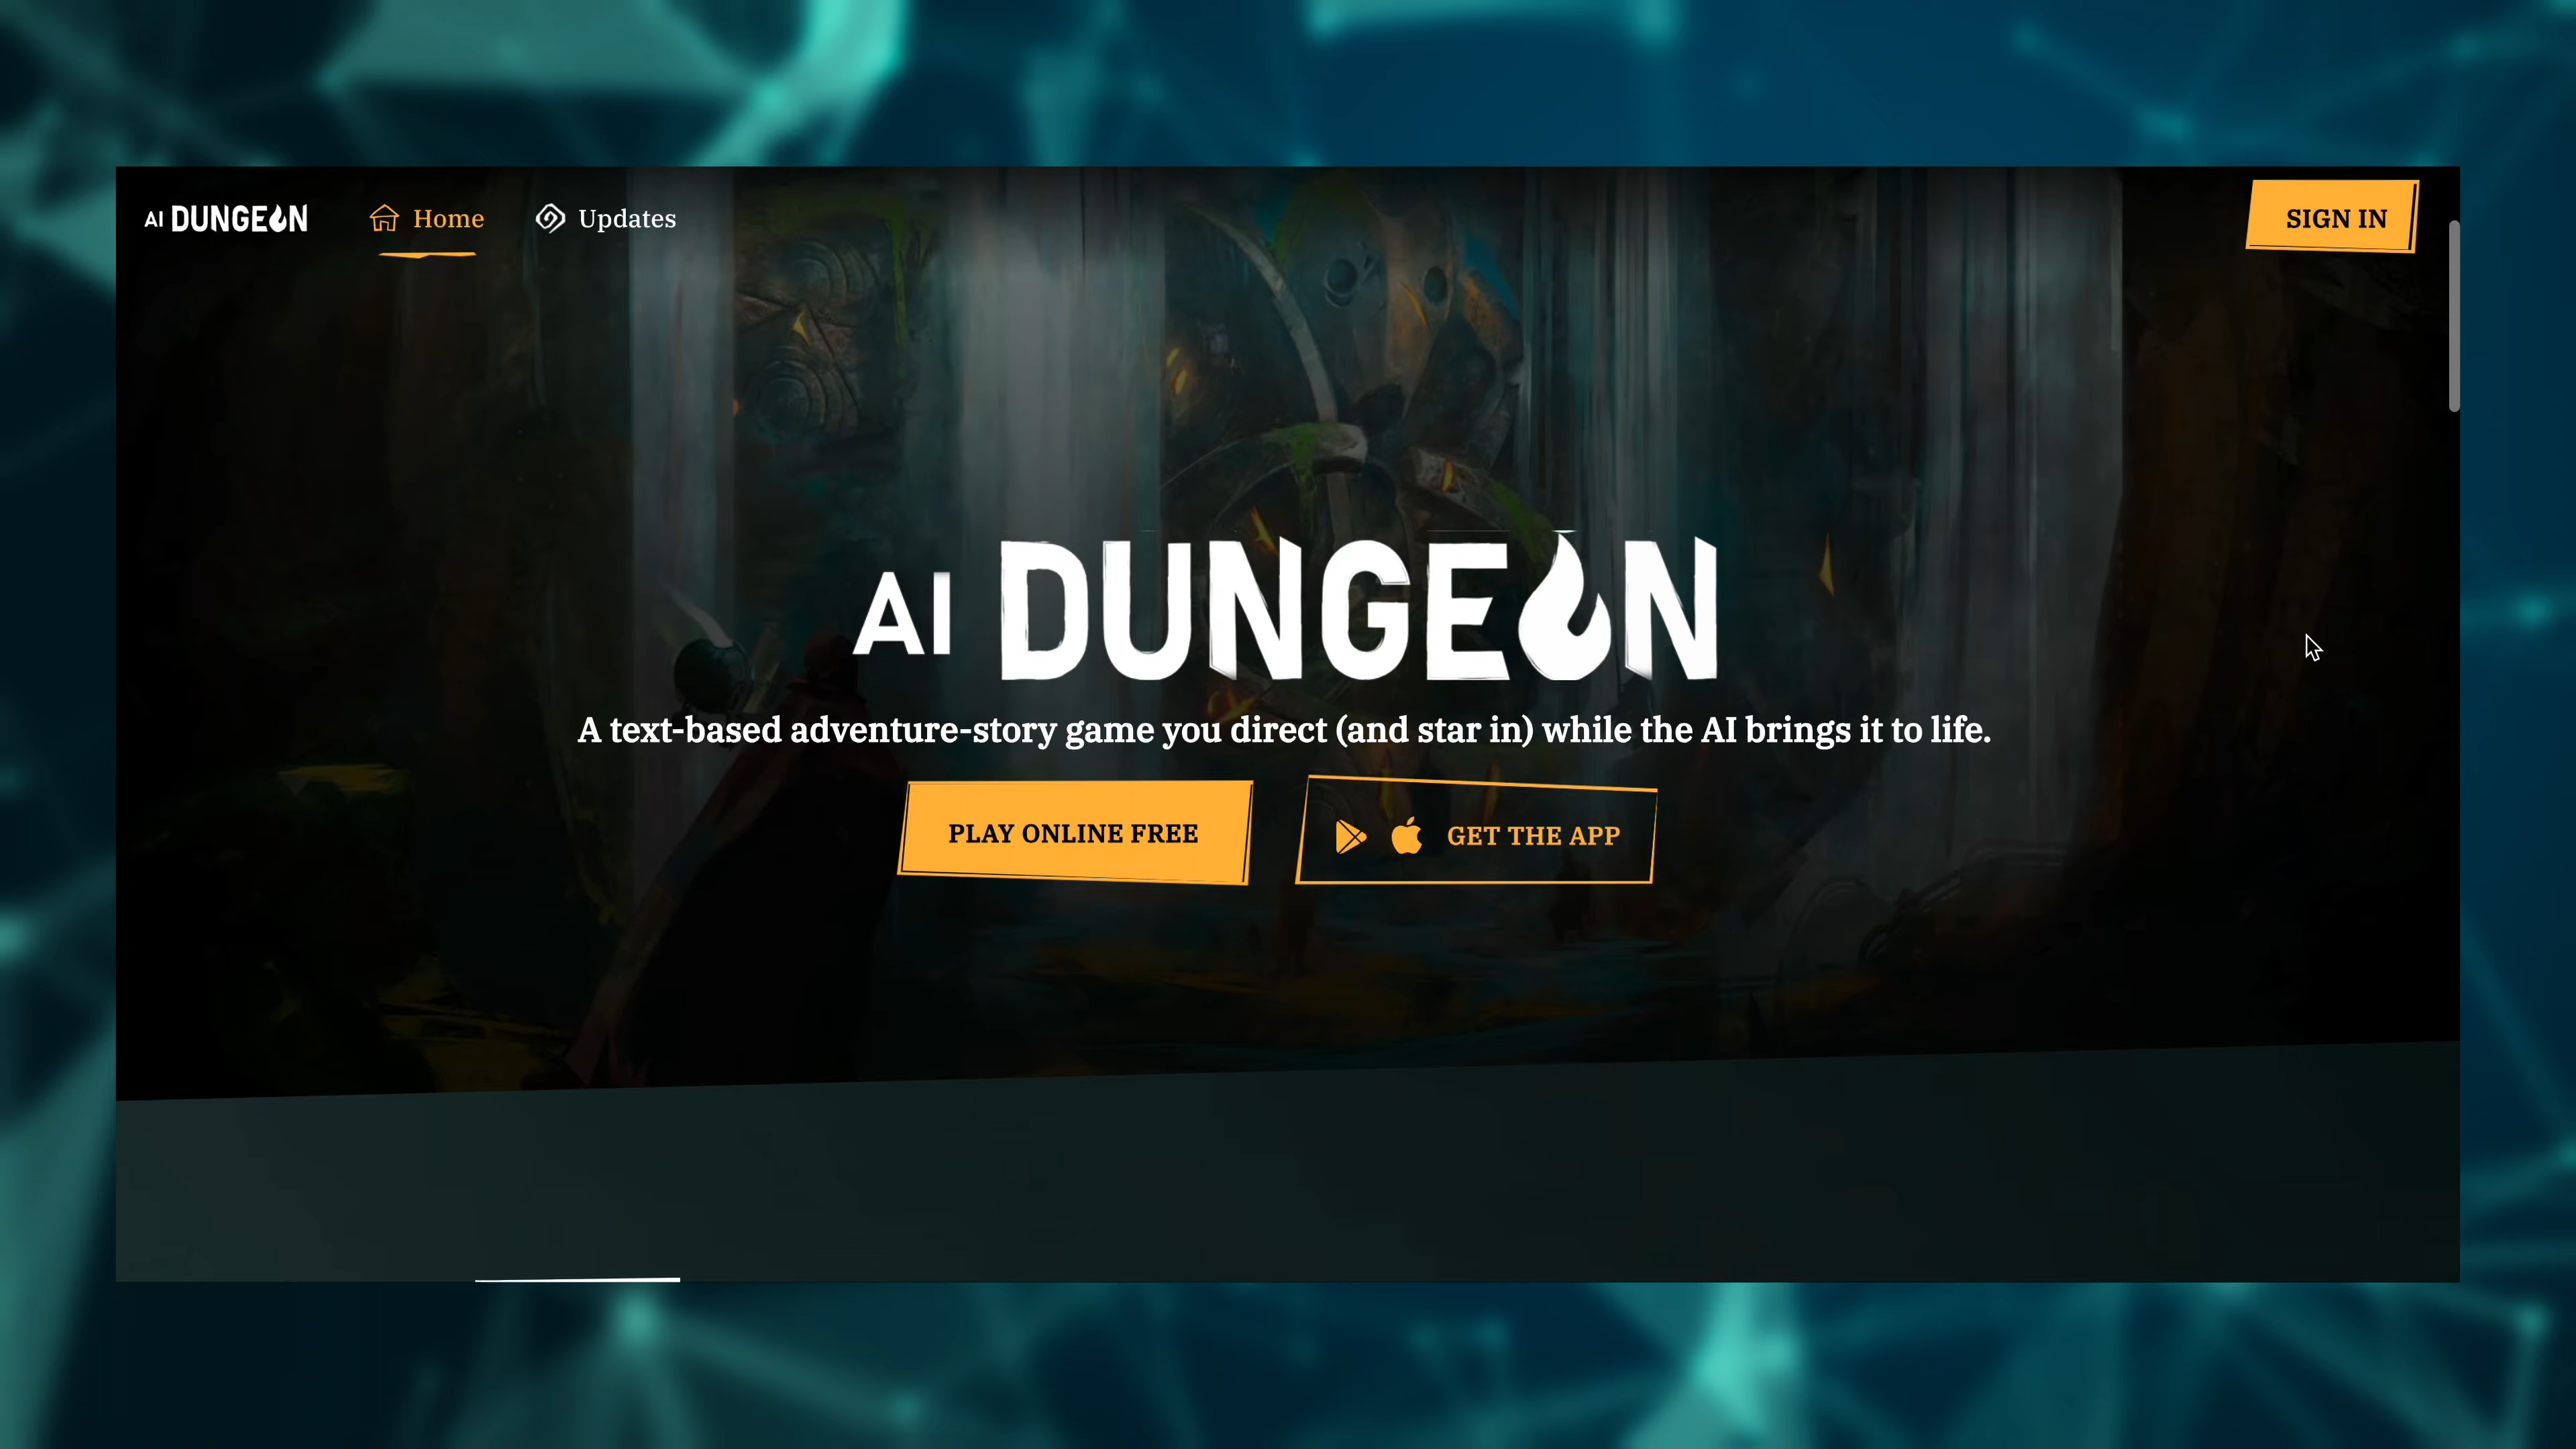 AI DUNGEON
Home
Updates
SIGN IN
AI DUNGEON
A text-based adventure-story game you direct (and star in) while the AI brings it to life.
PLAY ONLINE FREE
GET THE APP